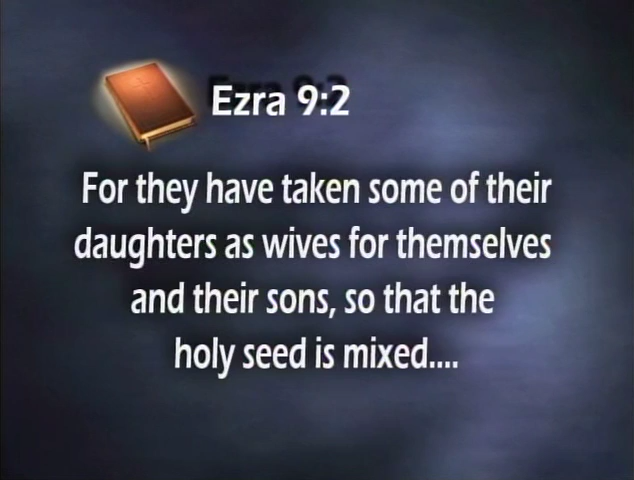 Ezra 9:2
For they have taken some of their
daughters as wives for themselves
and their sons, so that the
holy seed is mixed....